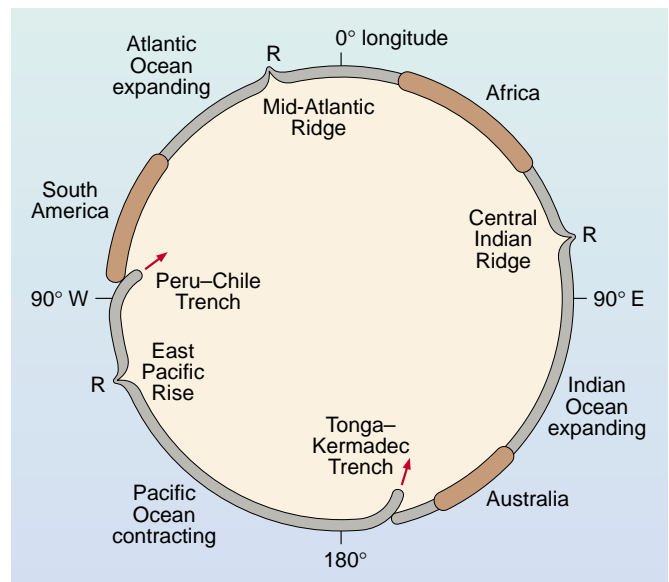 Atlantic
Ocean
expanding
R
0° longitude
Mid-Atlantic
Ridge
Africa
South
America
Central
Indian
Ridge
R
Peru–Chile
Trench
90° W
90° E
East
Pacific
Rise
R
Indian
Ocean
expanding
Tonga–
Kermadec
Trench
Pacific
Ocean
contracting
Australia
180°